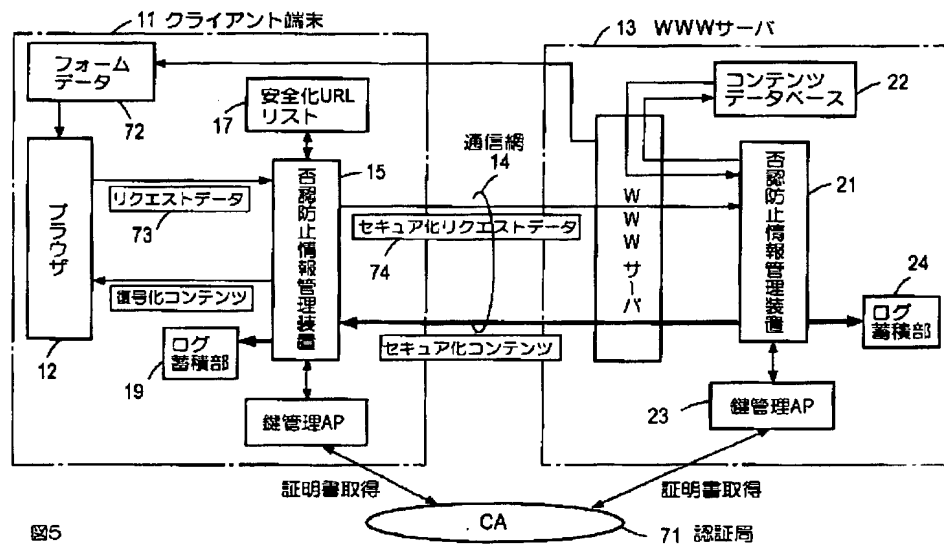 11 クライアント端末
13 WWWサーバ
フォーム
データ
72
安全化URL
リスト
17
コンテンツ
データベース
22
通信網
14
15
21
ブラウザ
12
リクエストデータ
73
否認防止情報管理装置
セキュア化リクエストデータ
74
WWWサーバ
否認防止情報管理装置
24
ログ
蓄積部
復号化コンテンツ
セキュア化コンテンツ
ログ
蓄積部
19
鍵管理AP
23
鍵管理AP
証明書取得
証明書取得
CA
71 認証局
図5